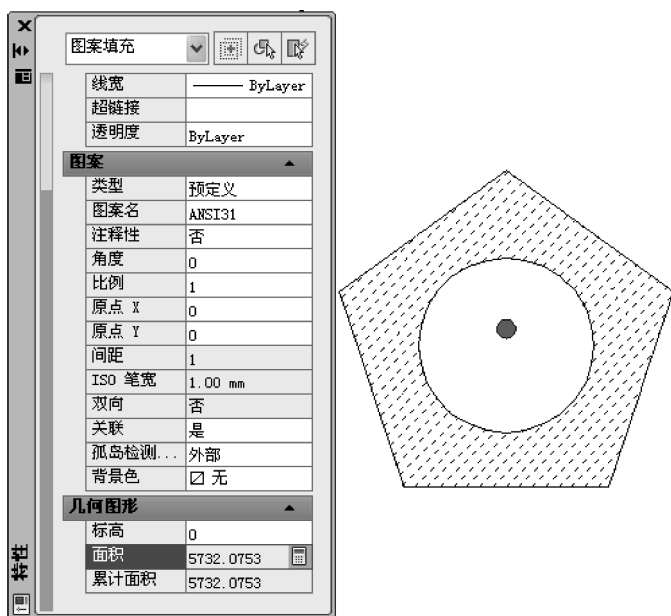 图案填充
线宽 ByLayer
超链接
透明度 ByLayer
图案
类型 预定义
图案名 ANSI31
注释性 否
角度 0
比例 1
原点 X 0
原点 Y 0
间距 1
ISO 笔宽 1.00 mm
双向 否
关联 是
孤岛检测... 外部
背景色 无
几何图形
标高 0
面积 5732.0753
累计面积 5732.0753
特性